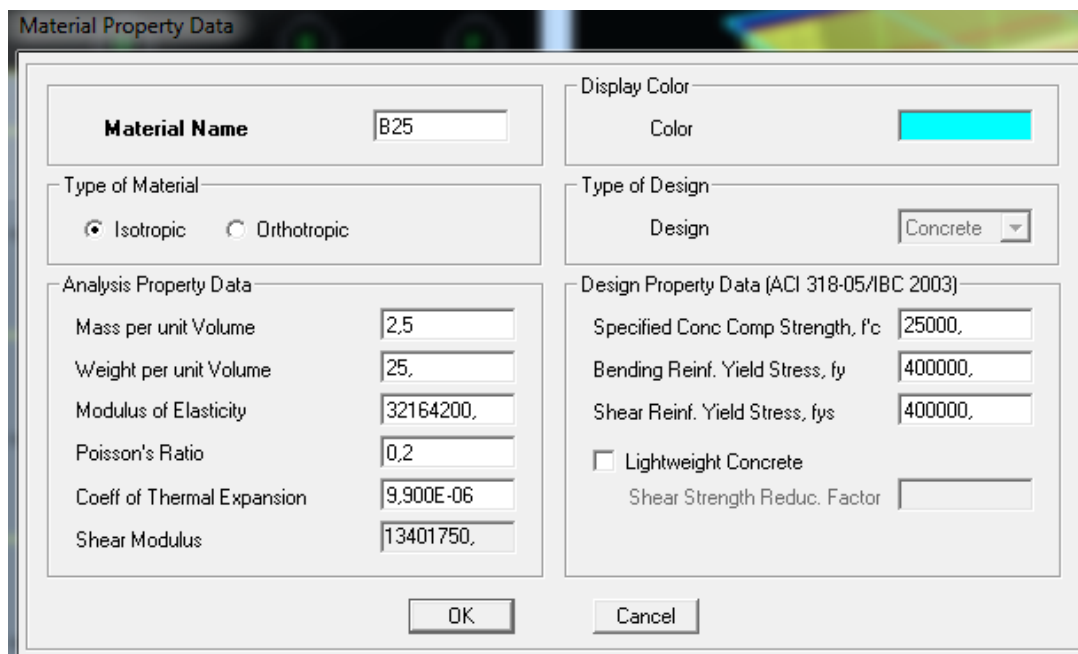 Material Property Data
Material Name B25
Display Color
Color
Type of Material
Isotropic Orthotropic
Type of Design
Design Concrete
Analysis Property Data
Mass per unit Volume 2,5
Weight per unit Volume 25,
Modulus of Elasticity 32164200,
Poisson's Ratio 0,2
Coeff of Thermal Expansion 9,900E-06
Shear Modulus 13401750,
Design Property Data (ACI 318-05/IBC 2003)
Specified Conc Comp Strength, f'c 25000,
Bending Reinf. Yield Stress, fy 400000,
Shear Reinf. Yield Stress, fys 400000,
Lightweight Concrete
Shear Strength Reduc. Factor
OK Cancel